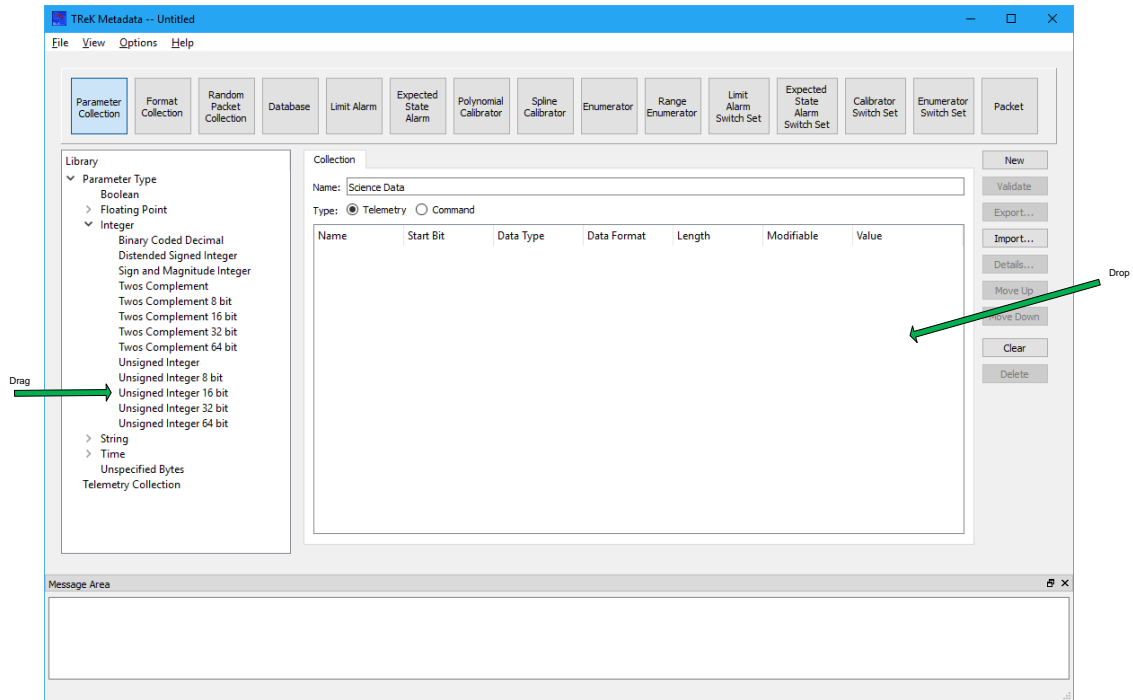 TReK Metadata -- Untitled
File View Options Help
Parameter Collection
Format Collection
Random Packet Collection
Database
Limit Alarm
Expected State Alarm
Polynomial Calibrator
Spline Calibrator
Enumerator
Range Enumerator
Limit Alarm Switch Set
Expected State Alarm Switch Set
Calibrator Switch Set
Enumerator Switch Set
Packet
Library
Parameter Type
Boolean
Floating Point
Integer
Binary Coded Decimal
Distended Signed Integer
Sign and Magnitude Integer
Twos Complement
Twos Complement 8 bit
Twos Complement 16 bit
Twos Complement 32 bit
Twos Complement 64 bit
Unsigned Integer
Unsigned Integer 8 bit
Drag
Unsigned Integer 16 bit
Unsigned Integer 32 bit
Unsigned Integer 64 bit
String
Time
Unspecified Bytes
Telemetry Collection
Collection
Name: Science Data
Type: Telemetry Command
Name Start Bit Data Type Data Format Length Modifiable Value
New
Validate
Export...
Import...
Details...
Drop
Move Up
Move Down
Clear
Delete
Message Area